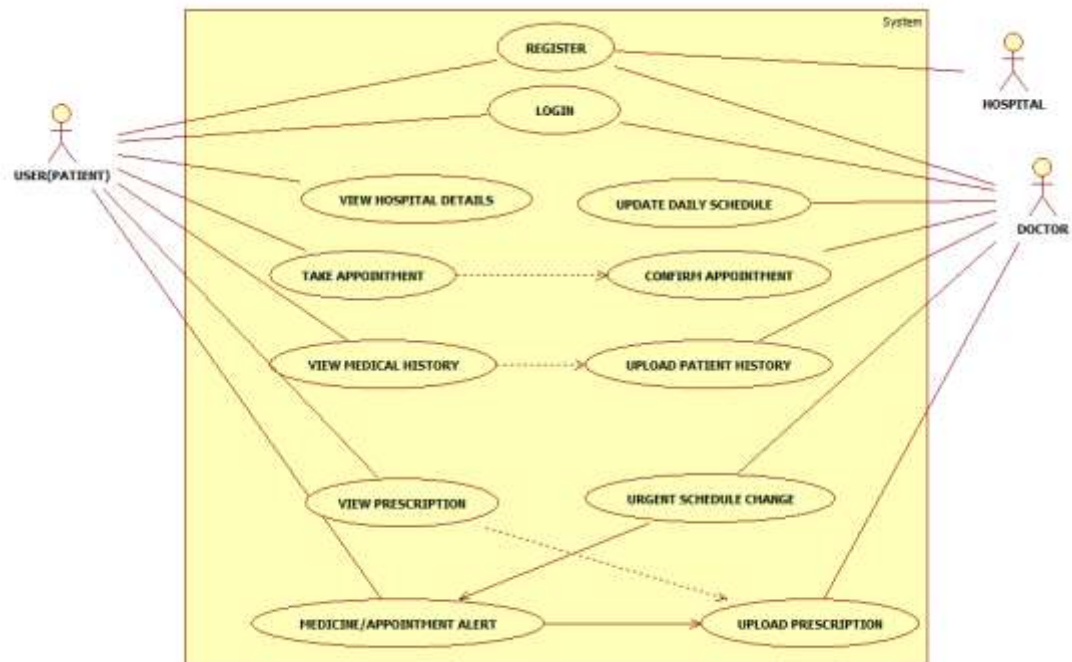 System
REGISTER
HOSPITAL
LOGIN
USER(PATIENT)
VIEW HOSPITAL DETAILS
UPDATE DAILY SCHEDULE
DOCTOR
TAKE APPOINTMENT
CONFIRM APPOINTMENT
VIEW MEDICAL HISTORY
UPLOAD PATIENT HISTORY
VIEW PRESCRIPTION
URGENT SCHEDULE CHANGE
MEDICINE/APPOINTMENT ALERT
UPLOAD PRESCRIPTION